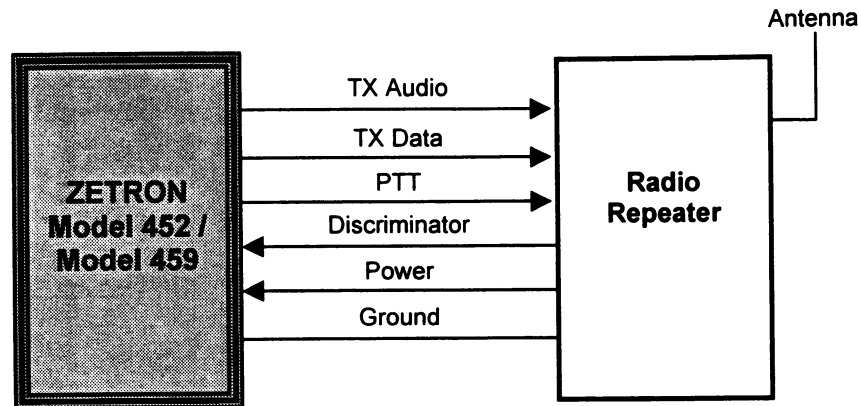 Antenna
TX Audio
TX Data
PTT
Discriminator
Power
Ground
ZETRON
Model 452 /
Model 459
Radio
Repeater